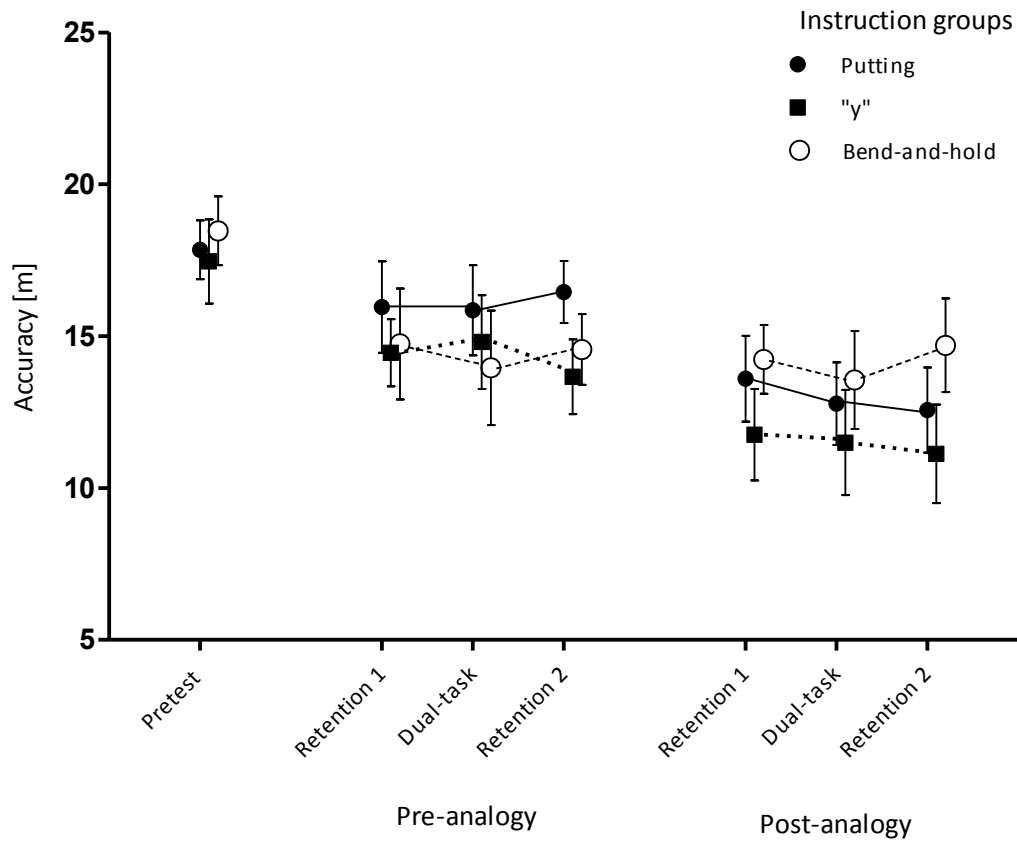 Instruction groups
Putting
"y"
Bend-and-hold
25
20
15
10
5
Accuracy [m]
Pretest
Retention 1
Dual-task
Retention 2
Retention 1
Dual-task
Retention 2
Pre-analogy
Post-analogy